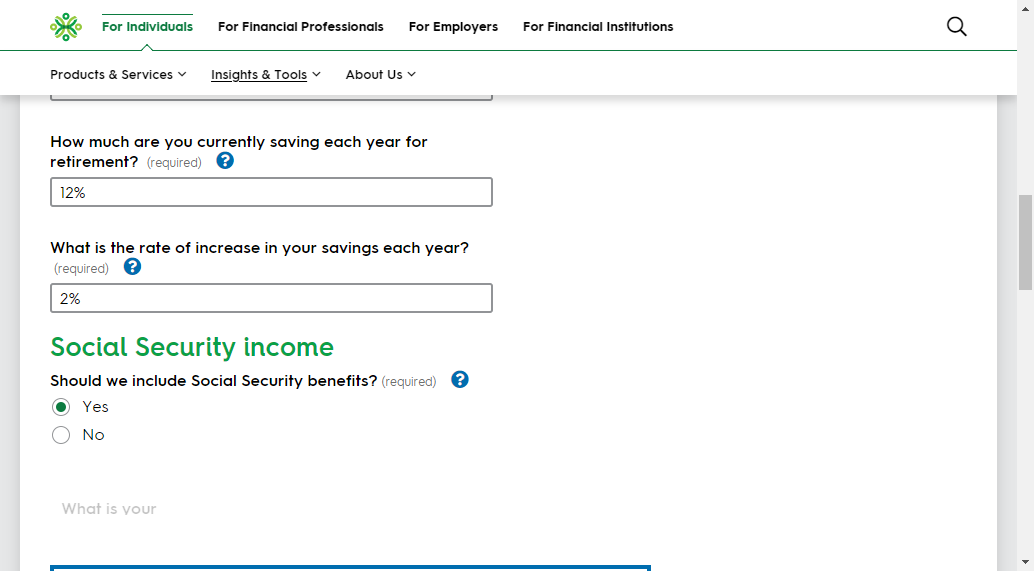 For Individuals For Financial Professionals For Employers For Financial Institutions
Products & Services Insights & Tools About Us
How much are you currently saving each year for
retirement? (required) ?
12%
What is the rate of increase in your savings each year?
(required) ?
2%
Social Security income
Should we include Social Security benefits? (required) ?
Yes
No
What is your